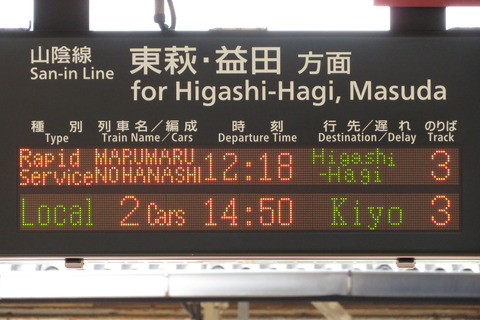 山陰線 東萩・益田 方面
San-in Line for Higashi-Hagi, Masuda
種別 列車名／編成 時刻 行先／遅れ のりば
Type Train Name／Cars Departure Time Destination／Delay Track
Rapid Service MARUMARU NOHANASHI 12:18 Higashi-Hagi 3
Local 2 Cars 14:50 Kiyo 3